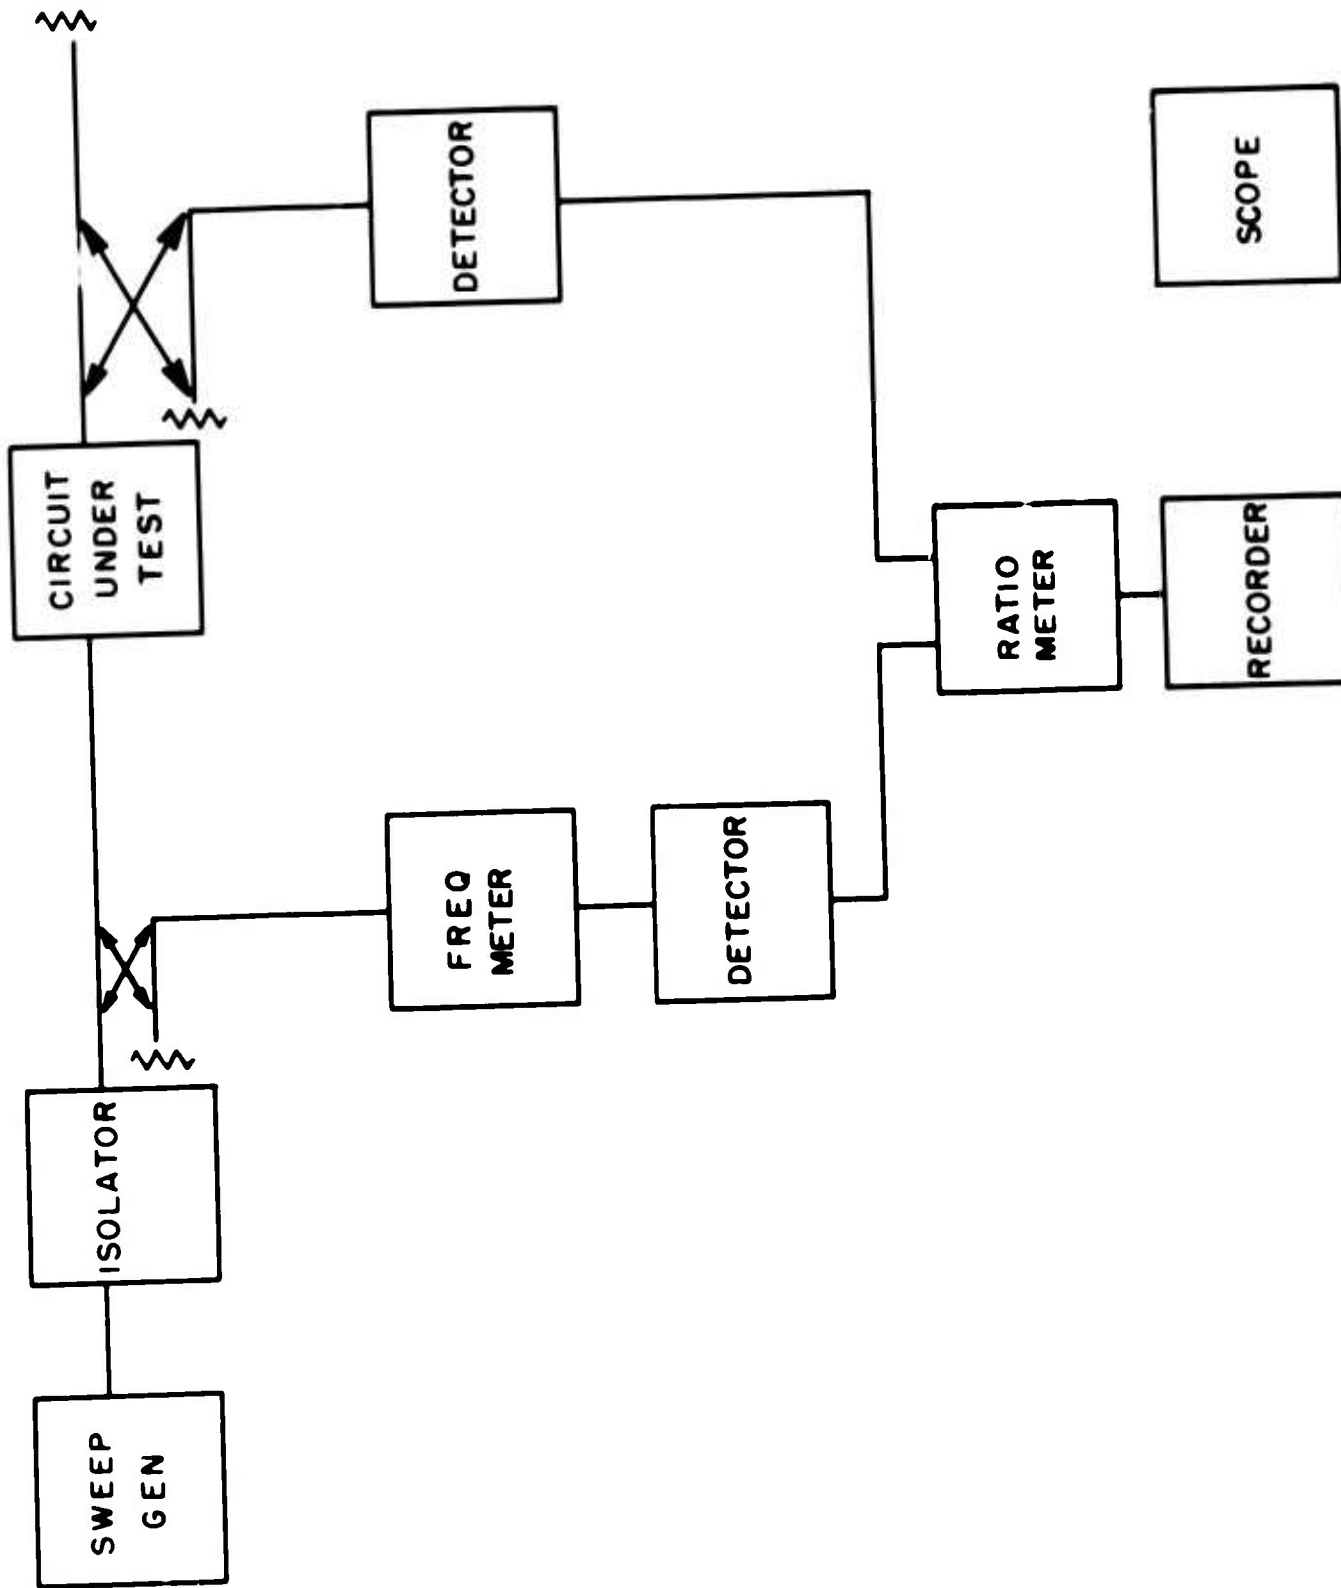 SWEEP
GEN
ISOLATOR
CIRCUIT
UNDER
TEST
FREQ
METER
DETECTOR
DETECTOR
RATIO
METER
RECORDER
SCOPE